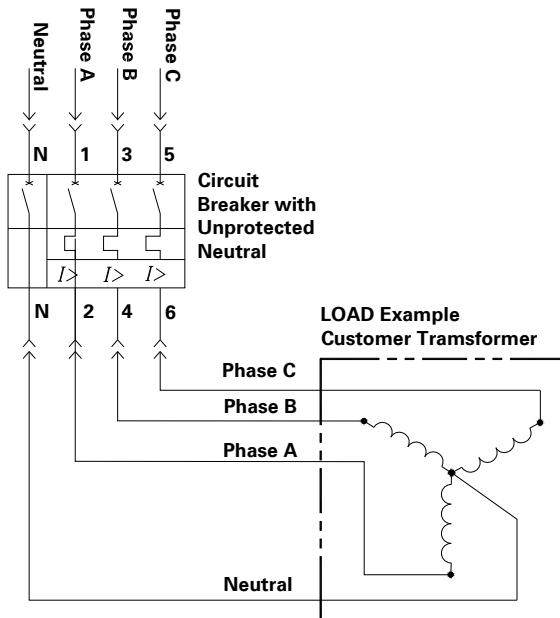 Neutral
Phase A
Phase B
Phase C
N 1 3 5
Circuit
Breaker with
Unprotected
Neutral
I> I> I>
N 2 4 6
LOAD Example
Customer Tramsformer
Phase C
Phase B
Phase A
Neutral